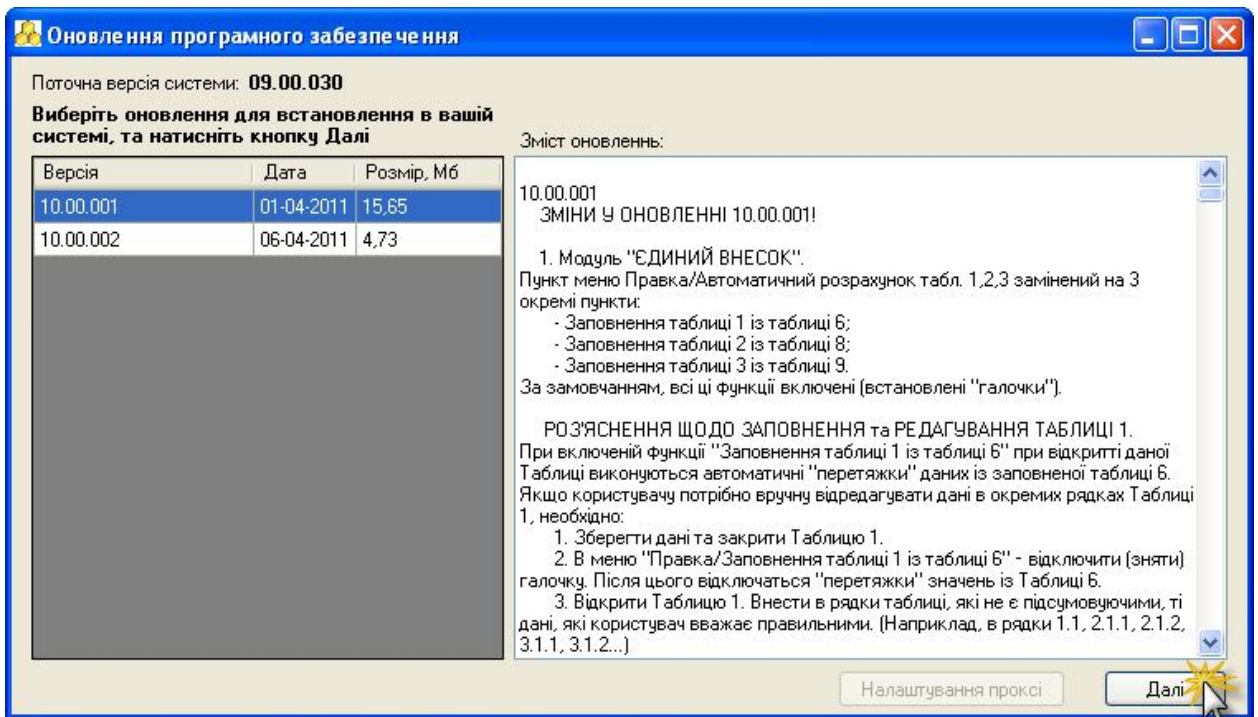 Оновлення програмного забезпечення
Поточна версія системи: 09.00.030
Виберіть оновлення для встановлення в вашій
системі, та натисніть кнопку Далі
Версія Дата Розмір, Мб
10.00.001 01-04-2011 15,65
10.00.002 06-04-2011 4,73
Зміст оновленнь:
10.00.001
ЗМІНИ У ОНОВЛЕННІ 10.00.001!
1. Модуль "ЄДИНИЙ ВНЕСОК".
Пункт меню Правка/Автоматичний розрахунок табл. 1,2,3 замінений на 3
окремі пункти:
- Заповнення таблиці 1 із таблиці 6;
- Заповнення таблиці 2 із таблиці 8;
- Заповнення таблиці 3 із таблиці 9.
За замовчанням, всі ці функції включені (встановлені "галочки").
РОЗ'ЯСНЕННЯ ЩОДО ЗАПОВНЕННЯ та РЕДАГУВАННЯ ТАБЛИЦІ 1.
При включеній функції "Заповнення таблиці 1 із таблиці 6" при відкритті даної
Таблиці виконуються автоматичні "перетяжки" даних із заповненої таблиці 6.
Якщо користувачу потрібно вручну відредагувати дані в окремих рядках Таблиці
1, необхідно:
1. Зберегти дані та закрити Таблицю 1.
2. В меню "Правка/Заповнення таблиці 1 із таблиці 6" - відключити (зняти)
галочку. Після цього відключаться "перетяжки" значень із Таблиці 6.
3. Відкрити Таблицю 1. Внести в рядки таблиці, які не є підсумовуючими, ті
дані, які користувач вважає правильними. (Наприклад, в рядки 1.1, 2.1.1, 2.1.2,
3.1.1, 3.1.2...)
Налаштування проксі
Далі